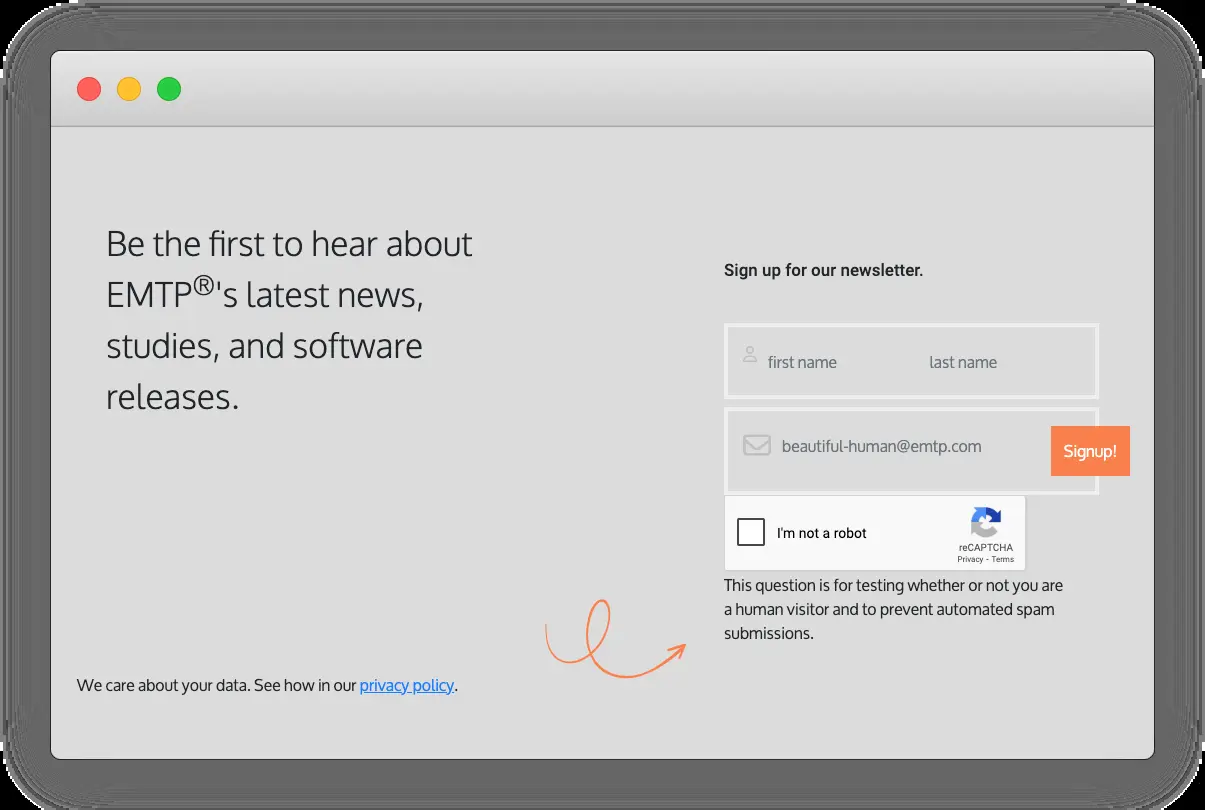 Be the first to hear about
EMTP®'s latest news,
studies, and software
releases.
We care about your data. See how in our privacy policy.
Sign up for our newsletter.
first name last name
beautiful-human@emtp.com
Signup!
I'm not a robot
reCAPTCHA
Privacy - Terms
This question is for testing whether or not you are
a human visitor and to prevent automated spam
submissions.